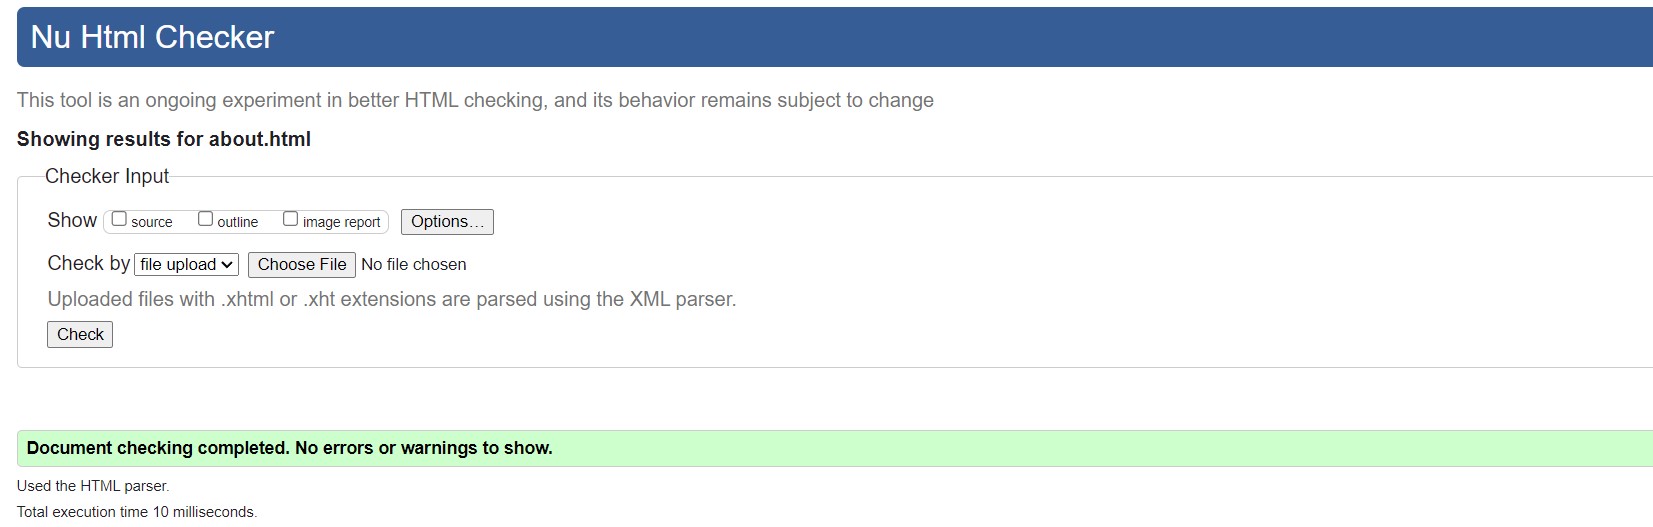 Nu Html Checker
This tool is an ongoing experiment in better HTML checking, and its behavior remains subject to change
Showing results for about.html
Checker Input
Show source outline image report Options...
Check by file upload Choose File No file chosen
Uploaded files with .xhtml or .xht extensions are parsed using the XML parser.
Check
Document checking completed. No errors or warnings to show.
Used the HTML parser.
Total execution time 10 milliseconds.